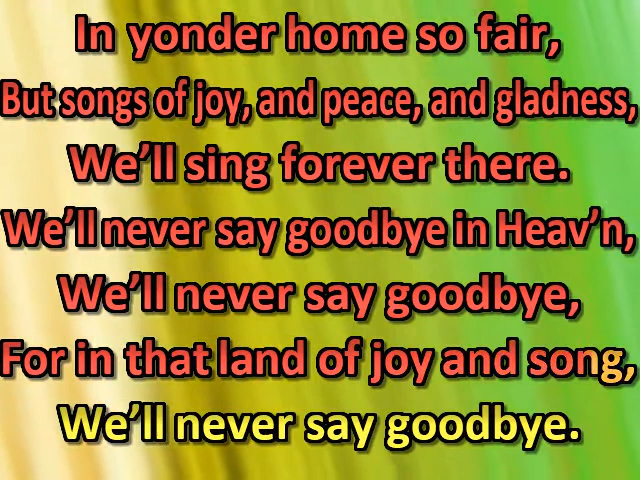 In yonder home so fair,
But songs of joy, and peace, and gladness,
We’ll sing forever there.
We’ll never say goodbye in Heav’n,
We’ll never say goodbye,
For in that land of joy and song,
We’ll never say goodbye.